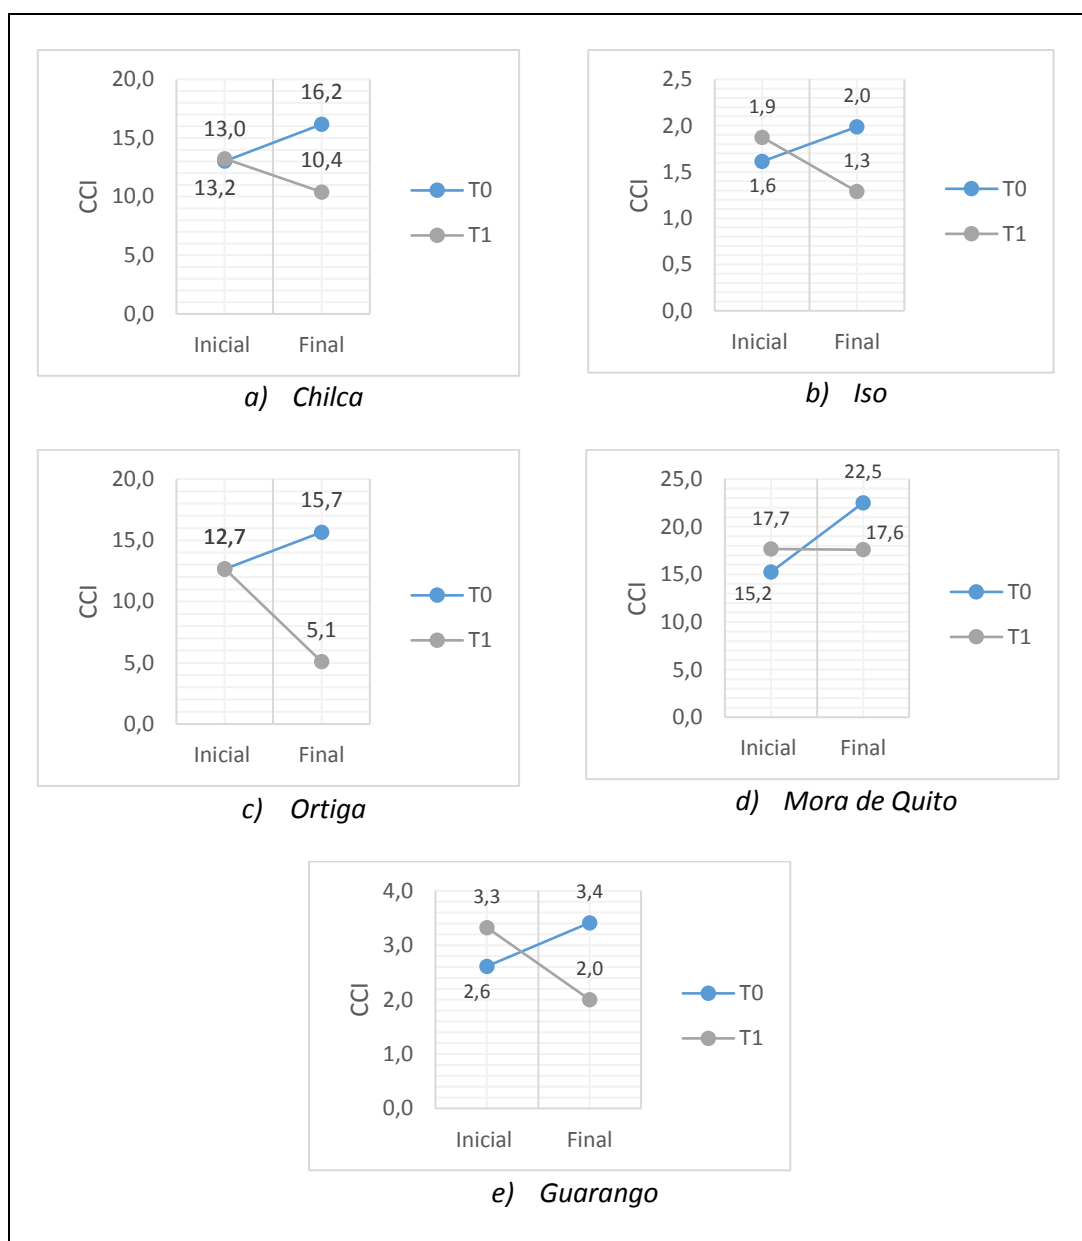 20,0
15,0
10,0
5,0
0,0
CCI
13,0
16,2
13,2
10,4
Inicial Final
T0
T1
a) Chilca
2,5
2,0
1,5
1,0
0,5
0,0
CCI
1,9
2,0
1,6
1,3
Inicial Final
T0
T1
b) Iso
20,0
15,0
10,0
5,0
0,0
CCI
12,7
15,7
5,1
Inicial Final
T0
T1
c) Ortiga
25,0
20,0
15,0
10,0
5,0
0,0
CCI
17,7
22,5
15,2
17,6
Inicial Final
T0
T1
d) Mora de Quito
4,0
3,0
2,0
1,0
0,0
CCI
3,3
3,4
2,6
2,0
Inicial Final
T0
T1
e) Guarango